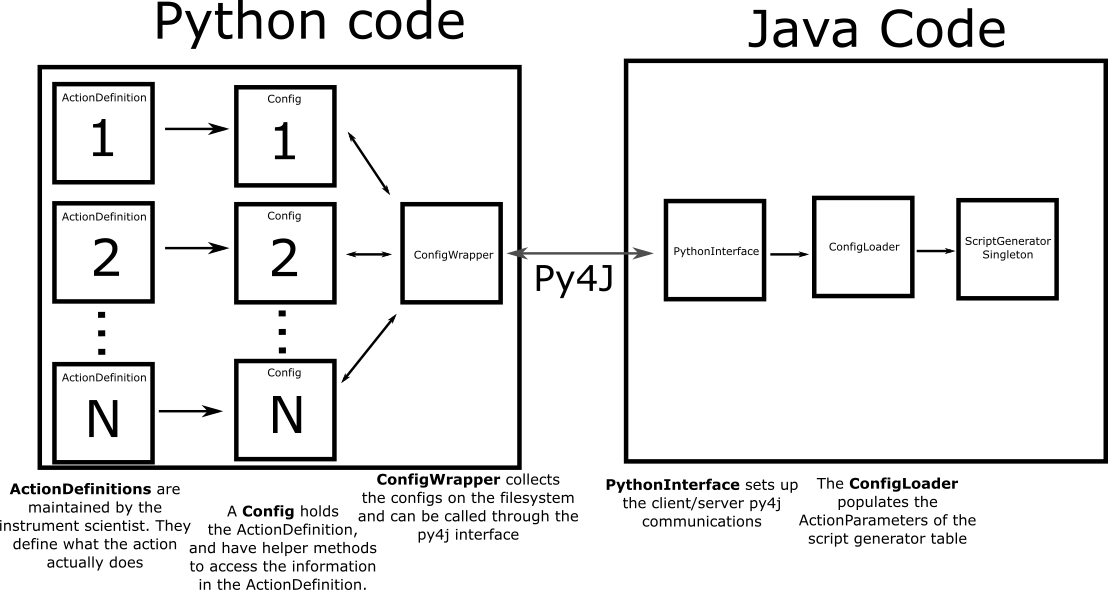 Python code
Java Code
ActionDefinition
1
Config
1
ActionDefinition
2
Config
2
ActionDefinition
N
Config
N
ConfigWrapper
Py4J
PythonInterface
ConfigLoader
ScriptGenerator
Singleton
ActionDefinitions are
maintained by the
instrument scientist. They
define what the action
actually does
A Config holds
the ActionDefinition,
and have helper methods
to access the information
in the ActionDefinition.
ConfigWrapper collects
the configs on the filesystem
and can be called through the
py4j interface
PythonInterface sets up
the client/server py4j
communications
The ConfigLoader
populates the
ActionParameters of the
script generator table